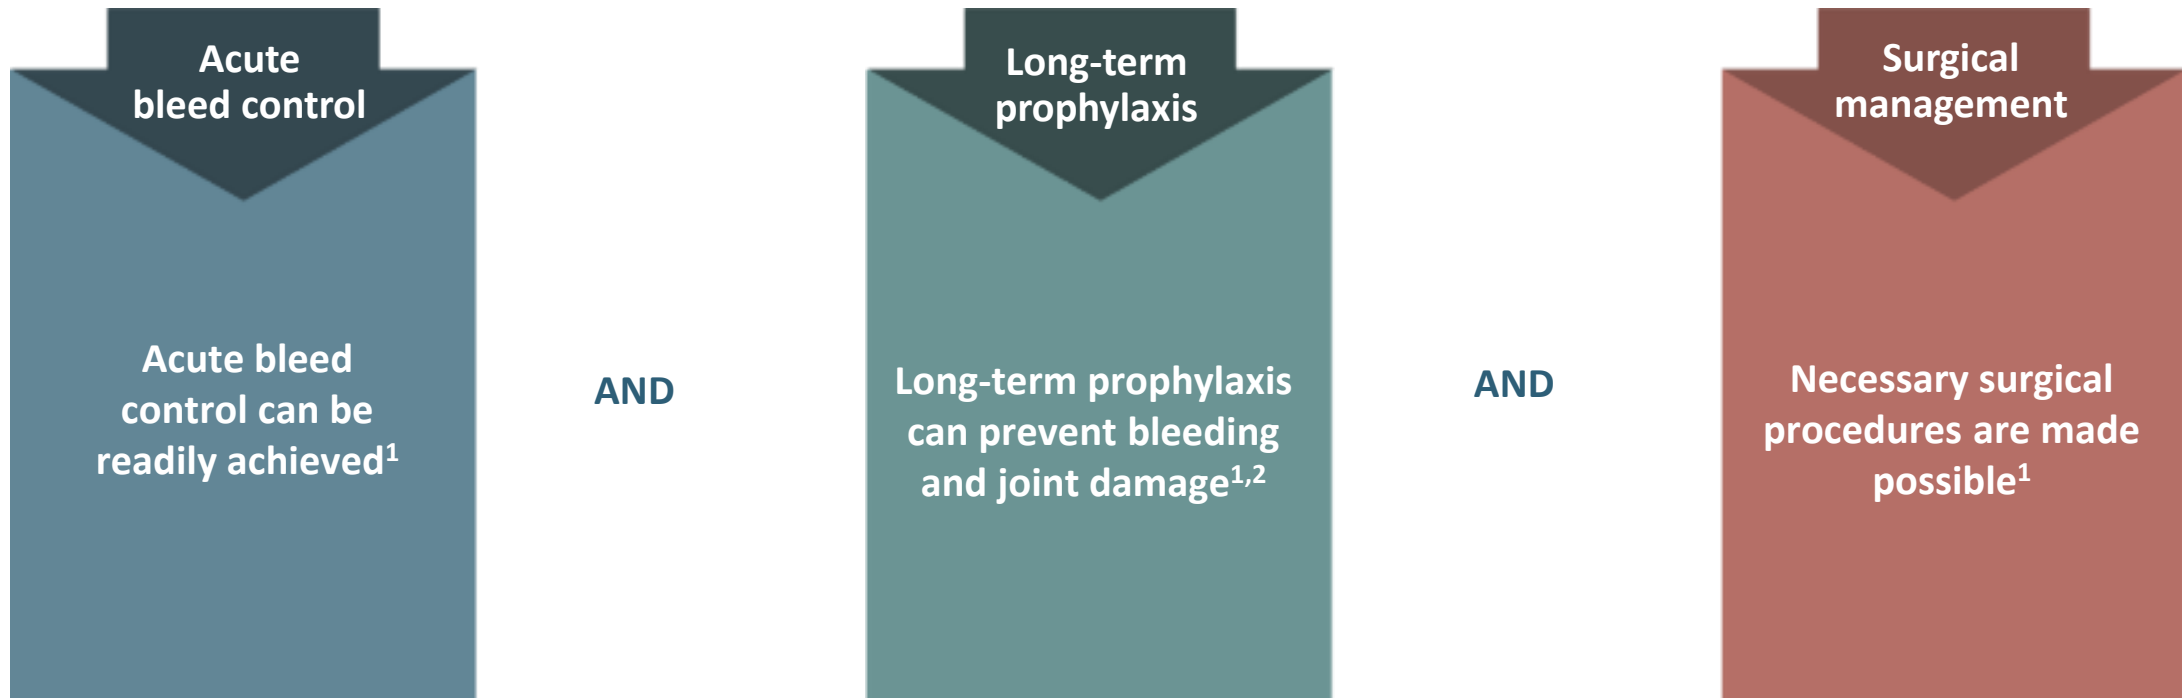 Acute
bleed control
Acute bleed
control can be
readily achieved¹
AND
Long-term
prophylaxis
Long-term prophylaxis
can prevent bleeding
and joint damage¹,²
AND
Surgical
management
Necessary surgical
procedures are made
possible¹